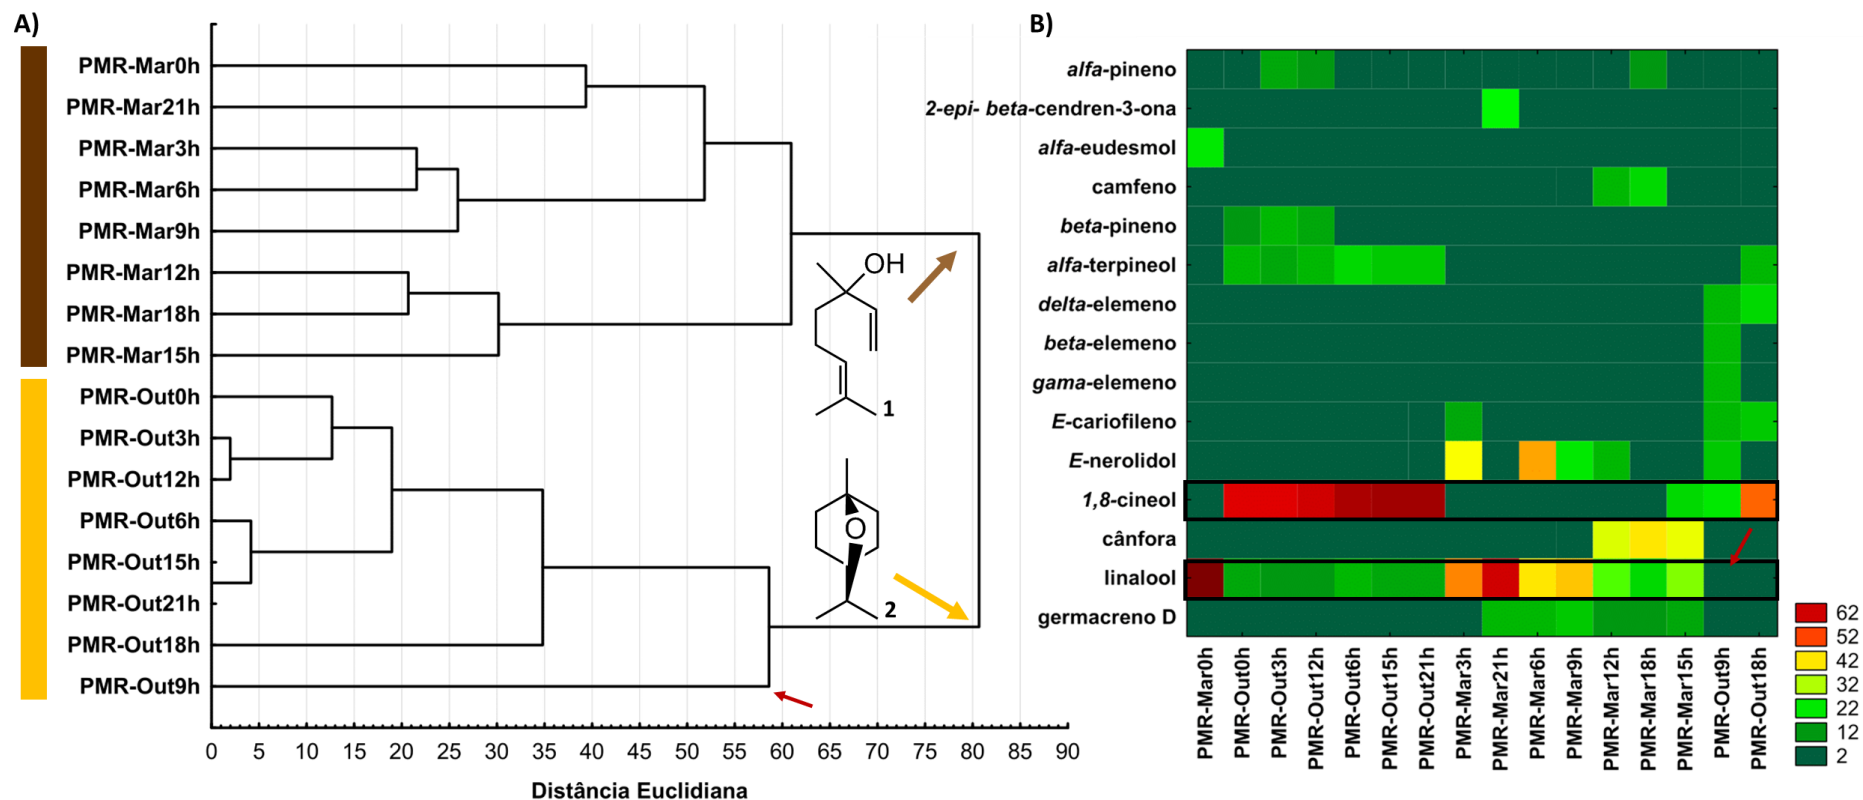 A)
PMR-Mar0h
PMR-Mar21h
PMR-Mar3h
PMR-Mar6h
PMR-Mar9h
PMR-Mar12h
PMR-Mar18h
PMR-Mar15h
PMR-Out0h
PMR-Out3h
PMR-Out12h
PMR-Out6h
PMR-Out15h
PMR-Out21h
PMR-Out18h
PMR-Out9h
OH
1
O
2
0 5 10 15 20 25 30 35 40 45 50 55 60 65 70 75 80 85 90
Distância Euclidiana
B)
alfa-pineno
2-epi- beta-cendren-3-ona
alfa-eudesmol
camfeno
beta-pineno
alfa-terpineol
delta-elemeno
beta-elemeno
gama-elemeno
E-cariofileno
E-nerolidol
1,8-cineol
cânfora
linalool
germacreno D
PMR-Mar0h
PMR-Out0h
PMR-Out3h
PMR-Out12h
PMR-Out6h
PMR-Out15h
PMR-Out21h
PMR-Mar3h
PMR-Mar21h
PMR-Mar6h
PMR-Mar9h
PMR-Mar12h
PMR-Mar18h
PMR-Mar15h
PMR-Out9h
PMR-Out18h
62
52
42
32
22
12
2